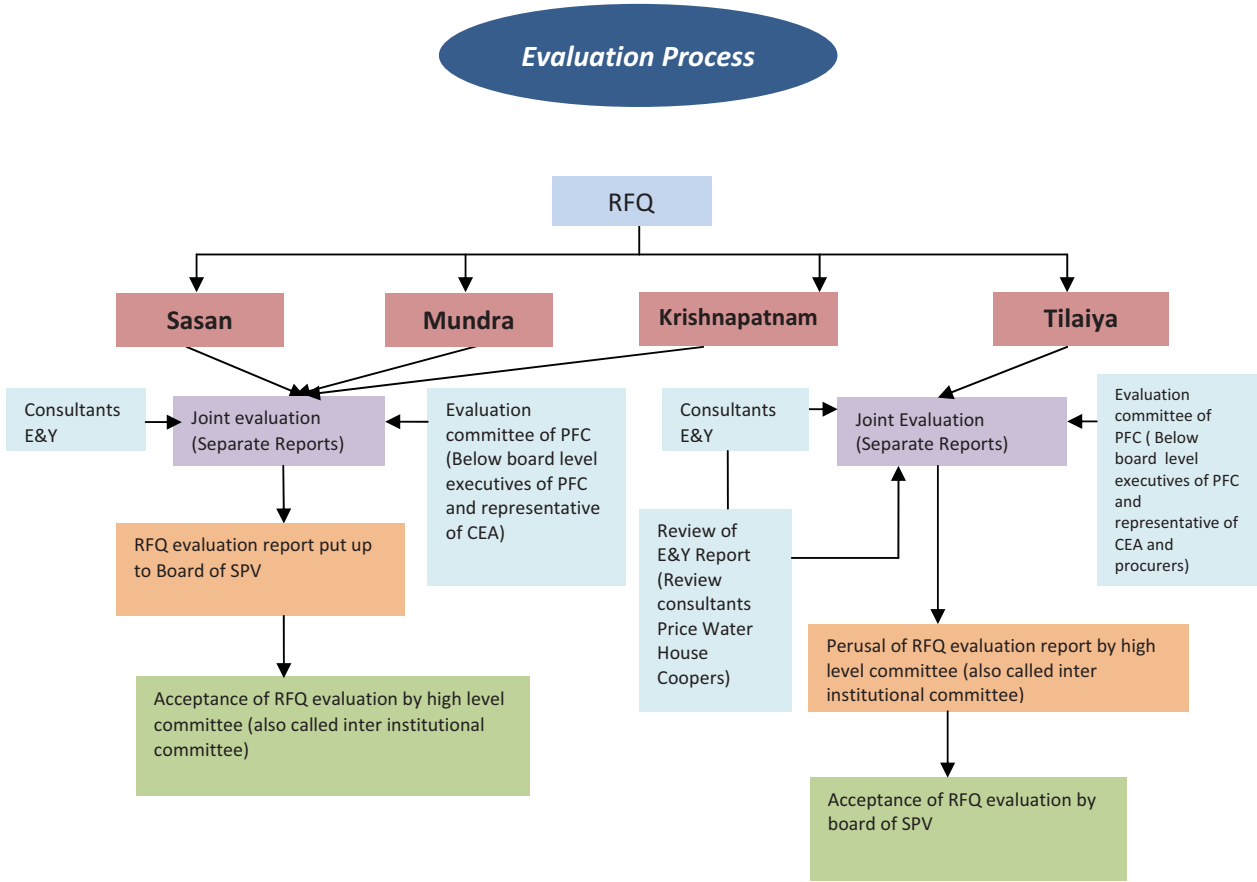 Evaluation Process
RFQ
Sasan
Mundra
Krishnapatnam
Tilaiya
Consultants
E&Y
Joint evaluation
(Separate Reports)
Evaluation
committee of PFC
(Below board level
executives of PFC
and representative
of CEA)
RFQ evaluation report put up
to Board of SPV
Acceptance of RFQ evaluation by high level
committee (also called inter institutional
committee)
Consultants
E&Y
Joint Evaluation
(Separate Reports)
Evaluation
committee of
PFC ( Below
board level
executives of PFC
and
representative of
CEA and
procurers)
Review of
E&Y Report
(Review
consultants
Price Water
House
Coopers)
Perusal of RFQ evaluation report by high
level committee (also called inter
institutional committee)
Acceptance of RFQ evaluation by
board of SPV